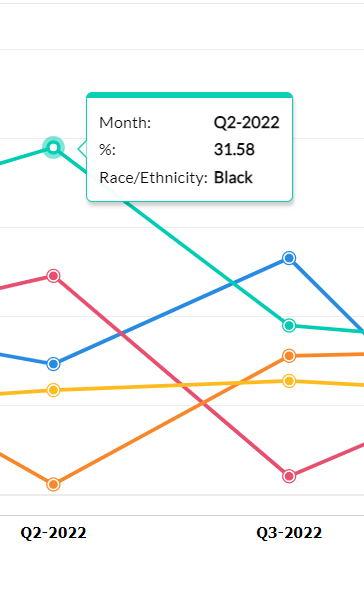 Month: Q2-2022
%: 31.58
Race/Ethnicity: Black
Q2-2022 Q3-2022